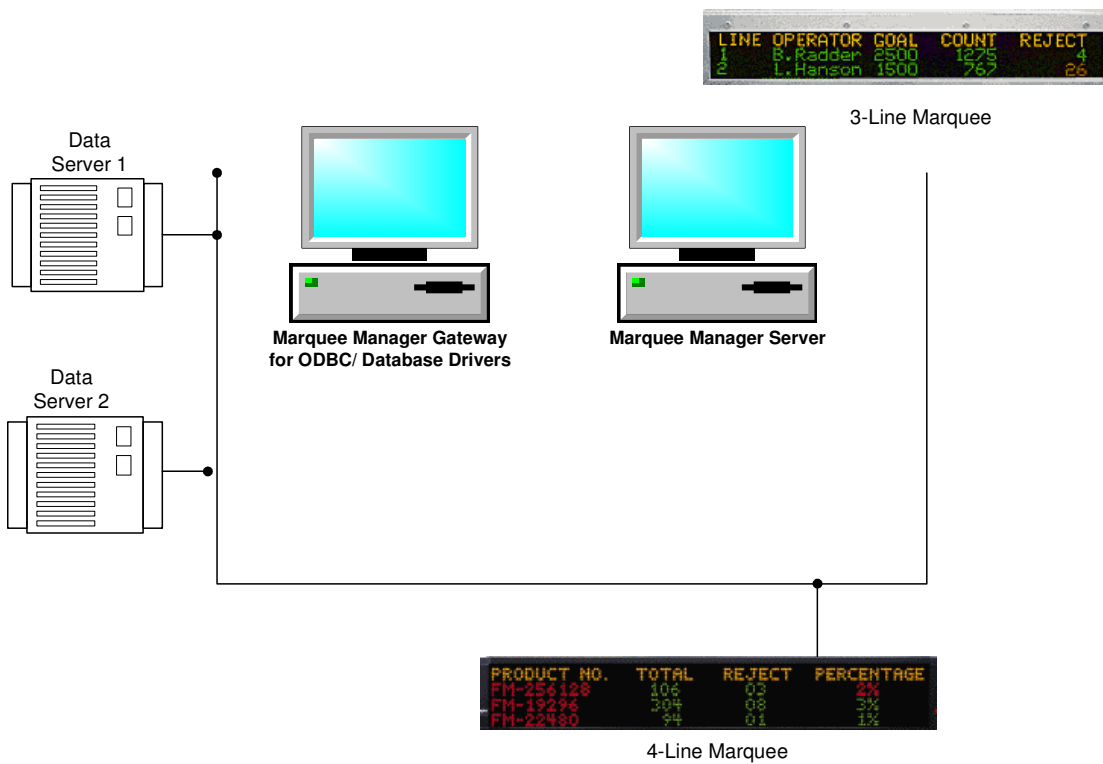 LINE OPERATOR GOAL COUNT REJECT
1 B.Radder 2500 1275 4
2 L.Hanson 1500 767 26
3-Line Marquee
Data
Server 1
Marquee Manager Gateway
for ODBC/ Database Drivers
Marquee Manager Server
Data
Server 2
PRODUCT NO. TOTAL REJECT PERCENTAGE
FM-256128 106 03 2%
FM-19296 304 08 3%
FM-22480 94 01 1%
4-Line Marquee